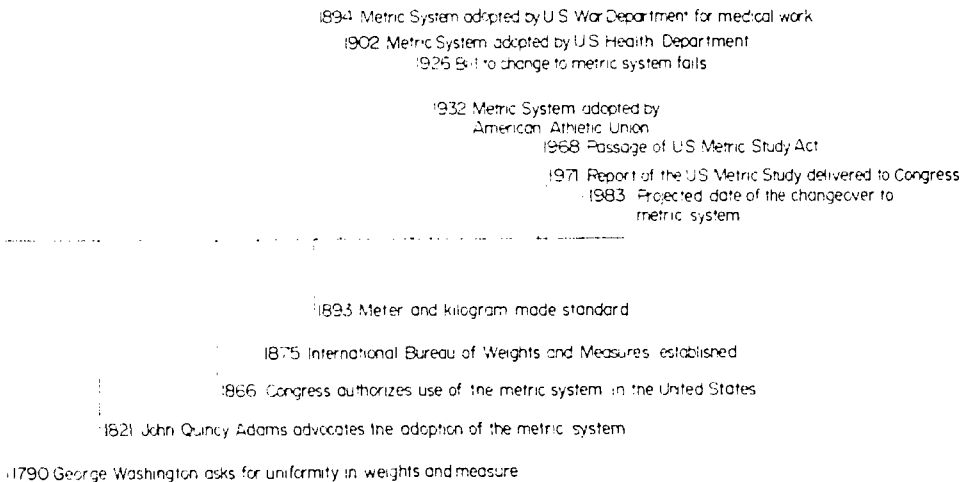 1894 Metric System adopted by U S War Department for medical work
1902 Metric System adopted by U S Health Department
1926 Bill to change to metric system fails
1932 Metric System adopted by
American Athletic Union
1968 Passage of US Metric Study Act
1971 Report of the US Metric Study delivered to Congress
1983 Projected date of the changeover to
metric system
1893 Meter and kilogram made standard
1875 International Bureau of Weights and Measures established
1866 Congress authorizes use of the metric system in the United States
1821 John Quincy Adams advocates the adoption of the metric system
1790 George Washington asks for uniformity in weights and measure